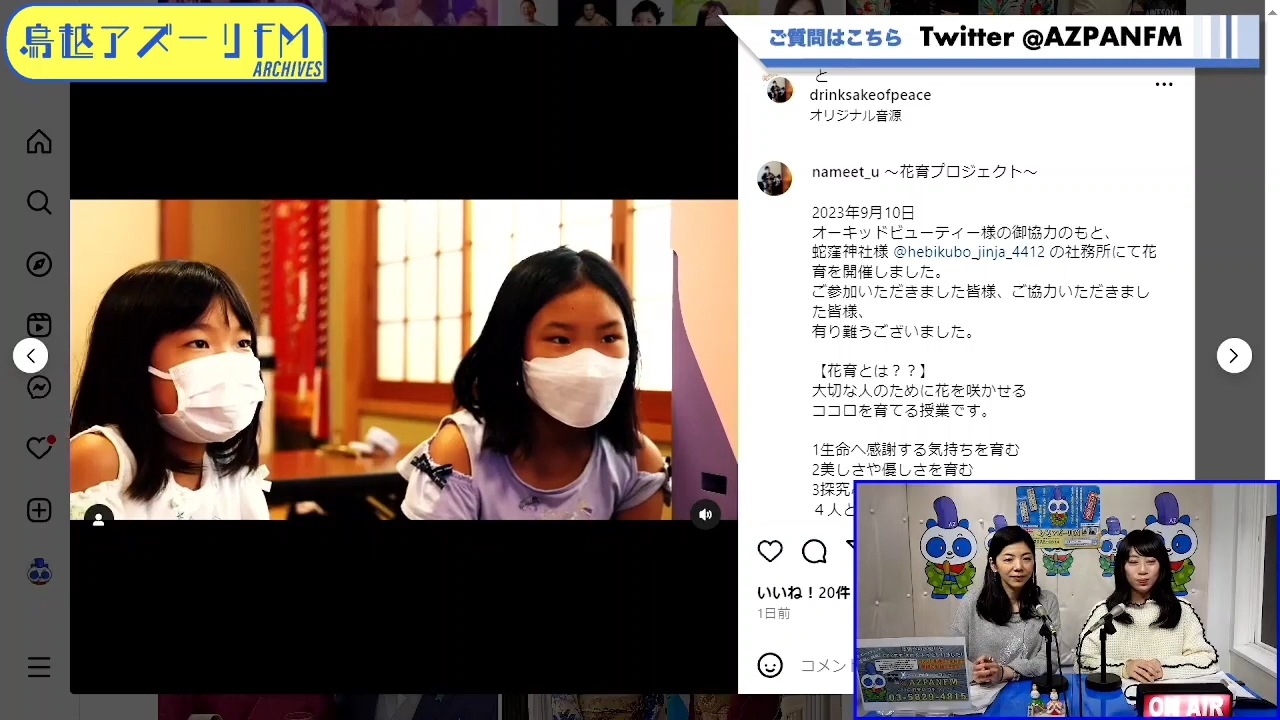 鳥越アズーリFM
ARCHIVES
ご質問はこちら Twitter @AZPANFM
と
drinksakeofpeace
オリジナル音源
nameet_u ～花育プロジェクト～
2023年9月10日
オーキッドビューティー様の御協力のもと、
蛇窪神社様 @hebikubo_jinja_4412 の社務所にて花
育を開催しました。
ご参加いただきました皆様、ご協力いただきまし
た皆様、
有り難うございました。
【花育とは？？】
大切な人のために花を咲かせる
ココロを育てる授業です。
1生命へ感謝する気持ちを育む
2美しさや優しさを育む
3探究
４人と
いいね！20件
1日前
コメント
AZPANFM
03-5829-4815
ON AIR